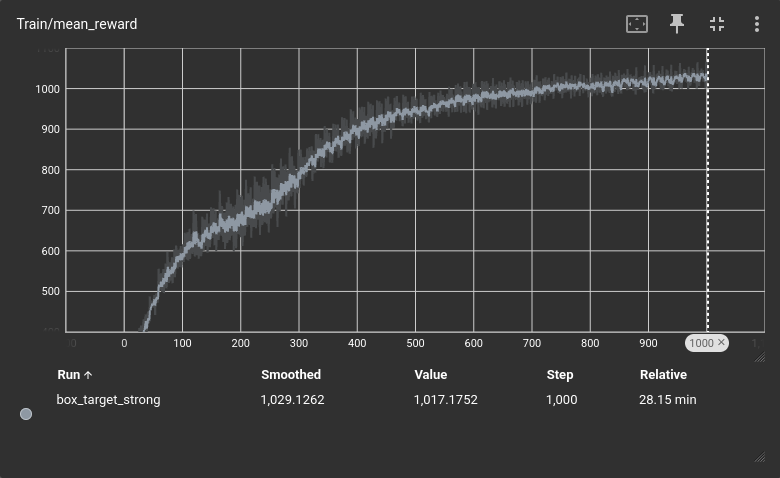 Train/mean_reward
1000
900
800
700
600
500
0 100 200 300 400 500 600 700 800 900 1000 ×
Run ↑ Smoothed Value Step Relative
box_target_strong 1,029.1262 1,017.1752 1,000 28.15 min